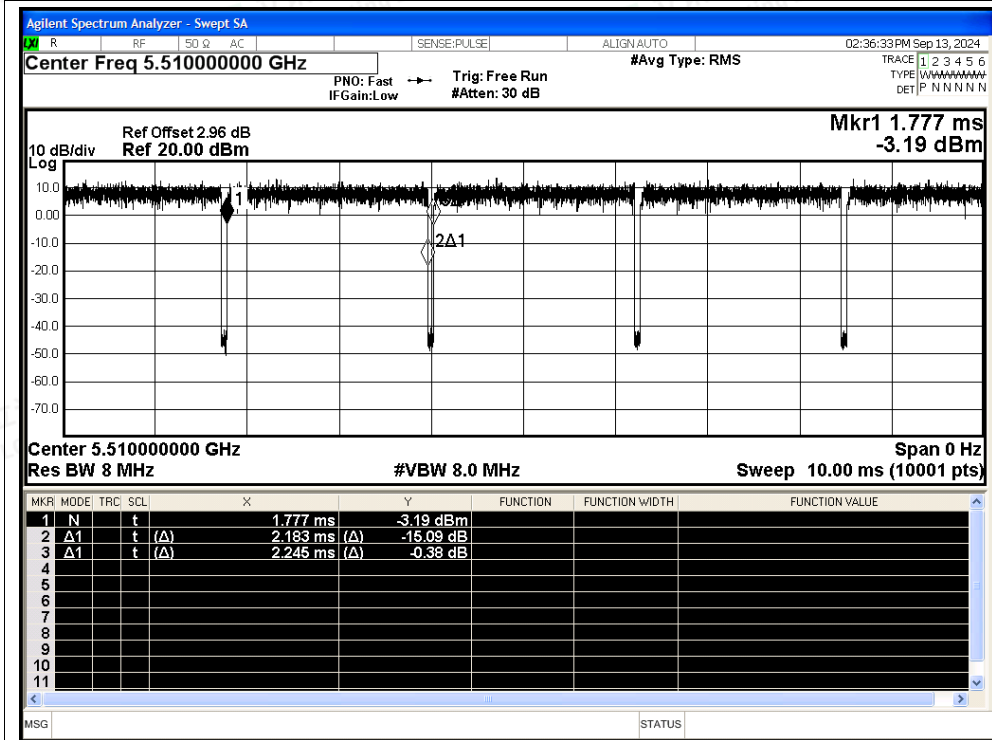 Agilent Spectrum Analyzer - Swept SA
LXI R RF 50 Ω AC SENSE:PULSE ALIGN AUTO 02:36:33 PM Sep 13, 2024
Center Freq 5.510000000 GHz #Avg Type: RMS TRACE 1 2 3 4 5 6
PNO: Fast Trig: Free Run TYPE
IFGain:Low #Atten: 30 dB DET P N N N N N
Mkr1 1.777 ms
Ref Offset 2.96 dB
10 dB/div Ref 20.00 dBm -3.19 dBm
Log
10.0
1
0.00
-10.0
2Δ1
-20.0
-30.0
-40.0
-50.0
-60.0
-70.0
Center 5.510000000 GHz Span 0 Hz
Res BW 8 MHz #VBW 8.0 MHz Sweep 10.00 ms (10001 pts)
MKR MODE TRC SCL X Y FUNCTION FUNCTION WIDTH FUNCTION VALUE
1 N t 1.777 ms -3.19 dBm
2 Δ1 t (Δ) 2.183 ms (Δ) -15.09 dB
3 Δ1 t (Δ) 2.245 ms (Δ) -0.38 dB
4
5
6
7
8
9
10
11
MSG STATUS